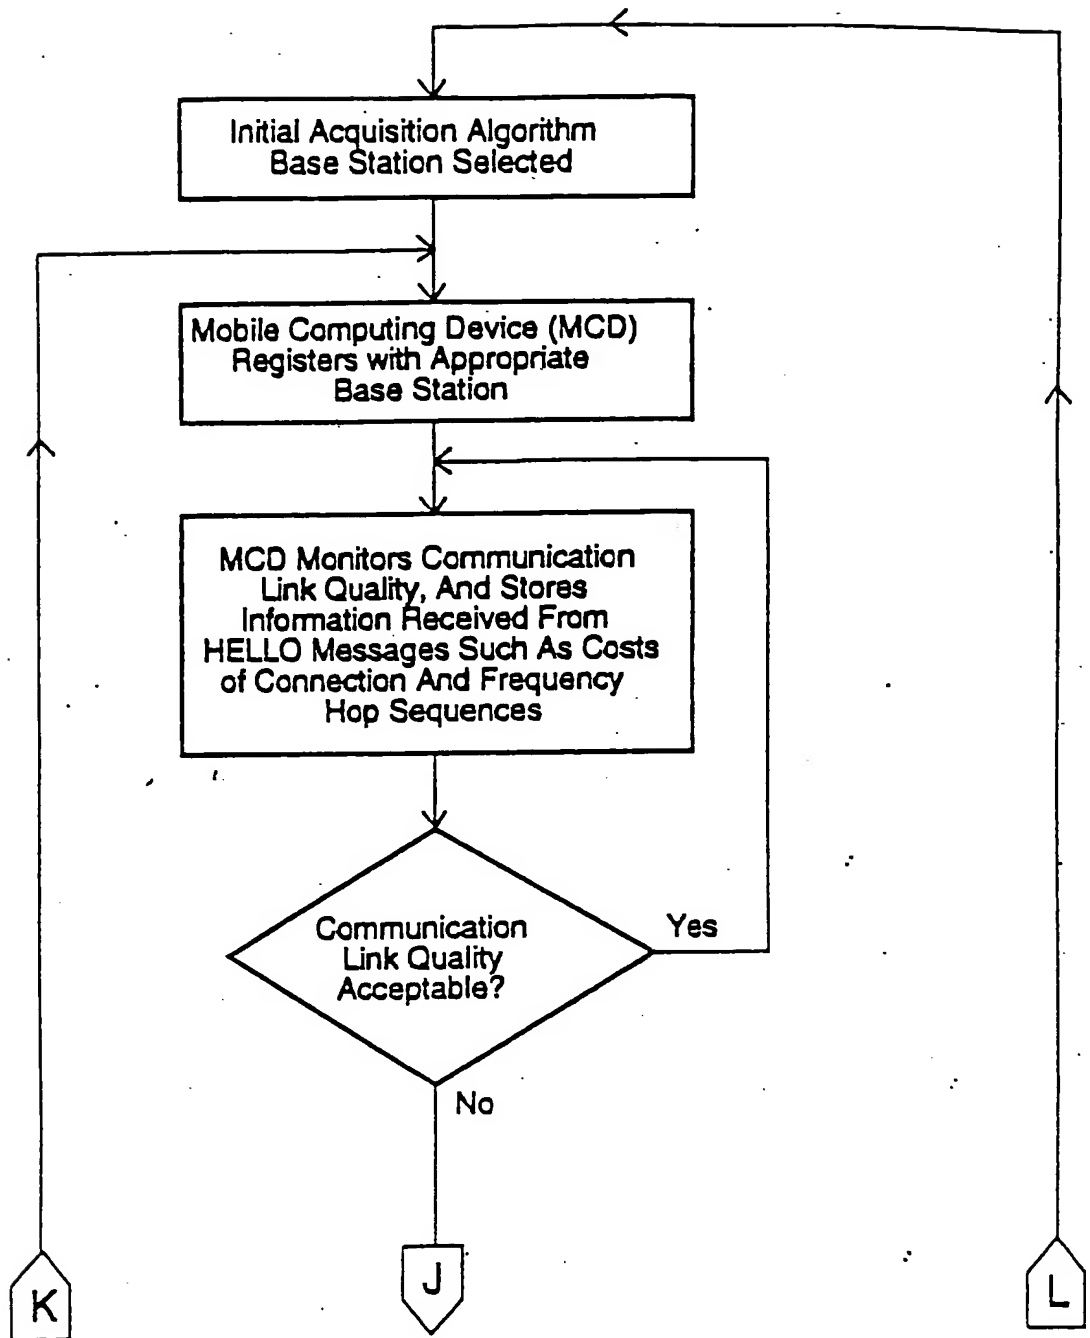 Initial Acquisition Algorithm
Base Station Selected
Mobile Computing Device (MCD)
Registers with Appropriate
Base Station
MCD Monitors Communication
Link Quality, And Stores
Information Received From
HELLO Messages Such As Costs
of Connection And Frequency
Hop Sequences
Communication
Link Quality
Acceptable?
Yes
No
K
J
L